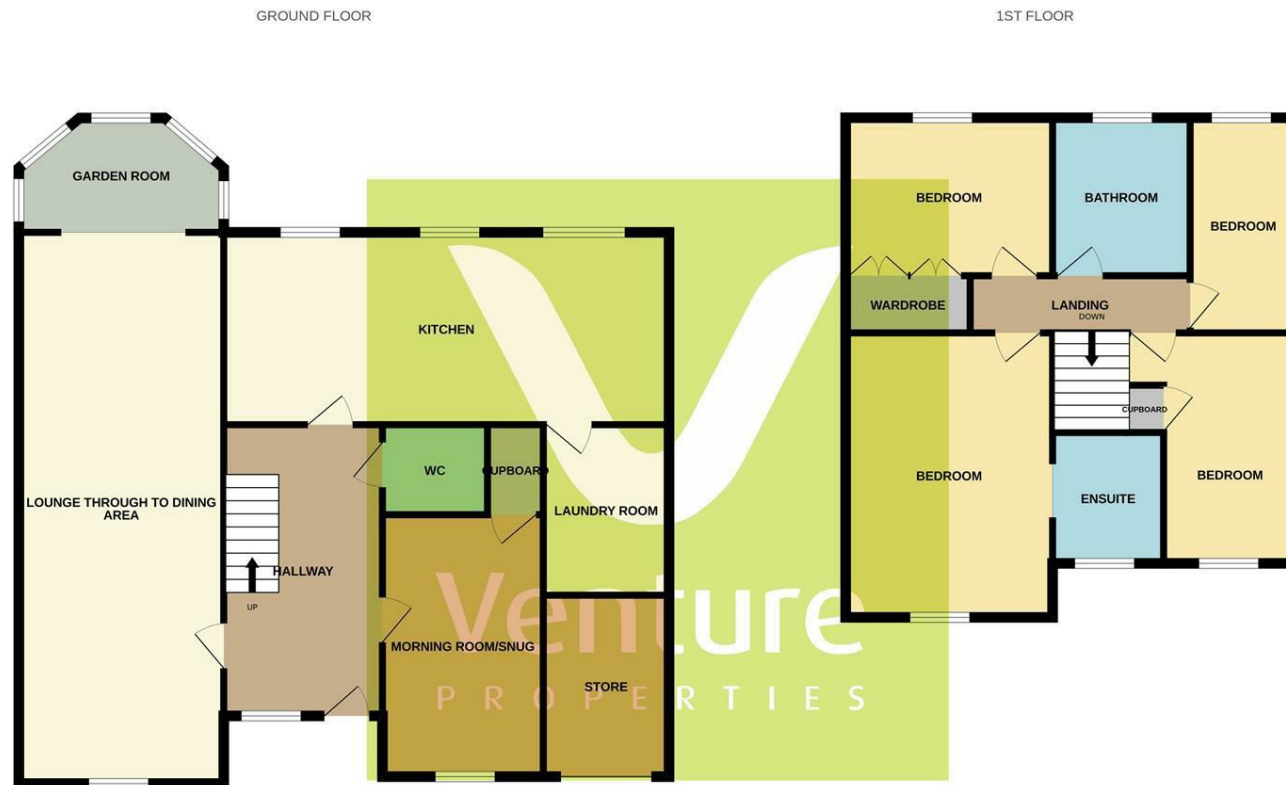 GROUND FLOOR
1ST FLOOR
GARDEN ROOM
KITCHEN
LOUNGE THROUGH TO DINING
AREA
HALLWAY
UP
WC
CUPBOARD
LAUNDRY ROOM
MORNING ROOM/SNUG
STORE
BEDROOM
BATHROOM
BEDROOM
WARDROBE
LANDING
DOWN
CUPBOARD
BEDROOM
ENSUITE
BEDROOM
Venture
PROPERTIES